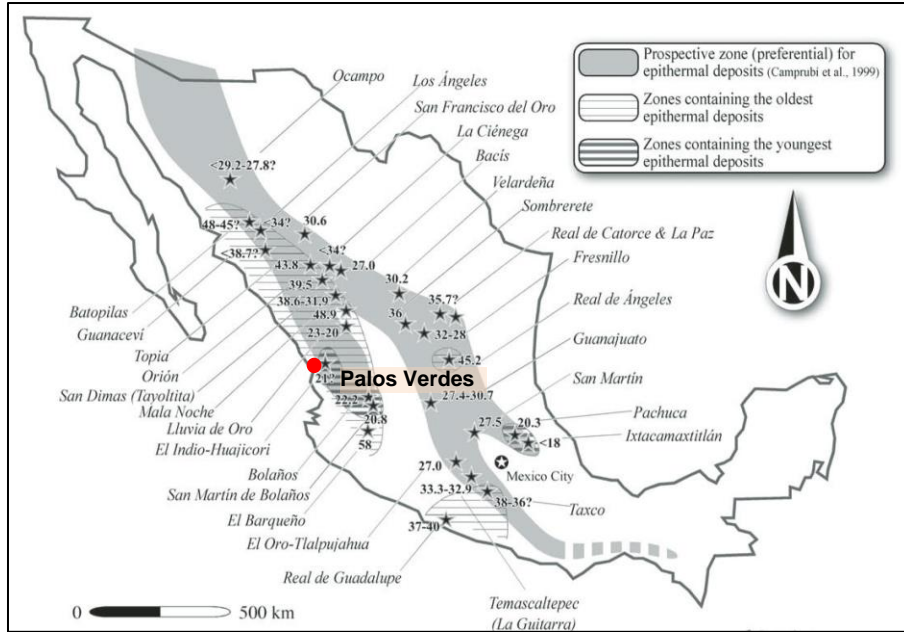 Prospective zone (preferential) for
epithermal deposits (Camprubí et al., 1999)
Zones containing the oldest
epithermal deposits
Zones containing the youngest
epithermal deposits
Ocampo
Los Ángeles
San Francisco del Oro
La Ciénega
Bacís
Velardeña
Sombrerete
Real de Catorce & La Paz
Fresnillo
Real de Ángeles
Guanajuato
San Martín
Pachuca
Ixtacamaxtitlán
Mexico City
Taxco
Temascaltepec
(La Guitarra)
Batopilas
Guanaceví
Topia
Orión
San Dimas (Tayoltita)
Mala Noche
Lluvia de Oro
El Indio-Huajicori
Bolaños
San Martín de Bolaños
El Barqueño
El Oro-Tlalpujahua
Real de Guadalupe
Palos Verdes
<29.2-27.8?
48-45?
<34?
30.6
<38.7?
43.8
<34?
27.0
39.5
38.6-31.9
48.9
23-20
30.2
35.7?
36
32-28
45.2
21?
22.2
20.8
58
27.4-30.7
27.5
20.3
<18
27.0
33.3-32.9
38-36?
37-40
N
0 500 km